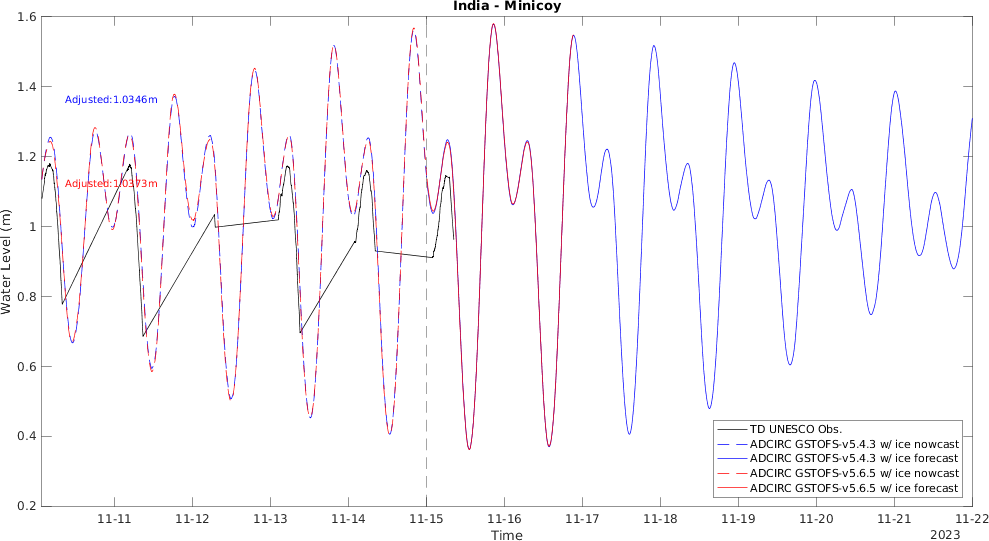 India - Minicoy
1.6
1.4
1.2
1
0.8
0.6
0.4
0.2
Water Level (m)
Adjusted:1.0346m
Adjusted:1.0373m
TD UNESCO Obs.
ADCIRC GSTOFS-v5.4.3 w/ ice nowcast
ADCIRC GSTOFS-v5.4.3 w/ ice forecast
ADCIRC GSTOFS-v5.6.5 w/ ice nowcast
ADCIRC GSTOFS-v5.6.5 w/ ice forecast
11-11 11-12 11-13 11-14 11-15 11-16 11-17 11-18 11-19 11-20 11-21 11-22
Time 2023